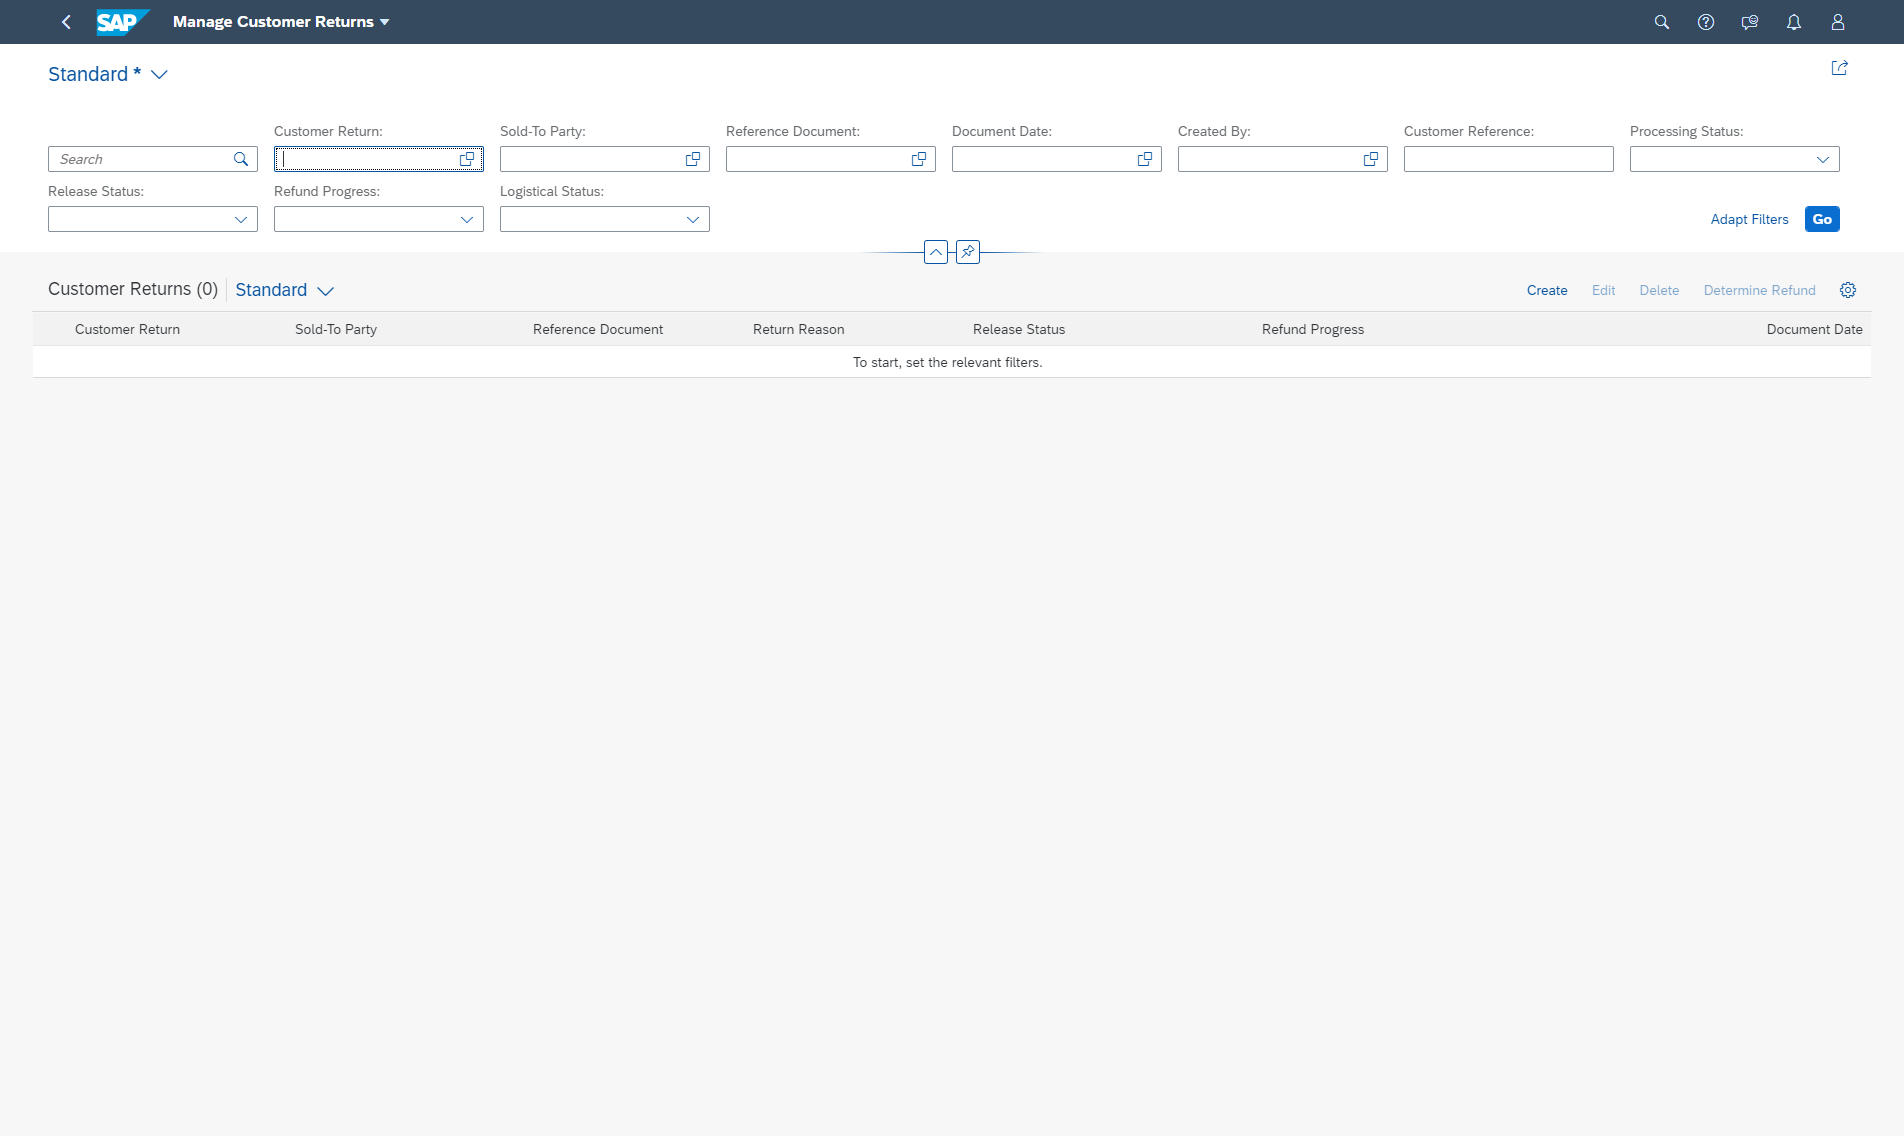 SAP Manage Customer Returns
Standard *
Customer Return: Sold-To Party: Reference Document: Document Date: Created By: Customer Reference: Processing Status:
Search
Release Status: Refund Progress: Logistical Status:
Adapt Filters Go
Customer Returns (0) Standard Create Edit Delete Determine Refund
Customer Return Sold-To Party Reference Document Return Reason Release Status Refund Progress Document Date
To start, set the relevant filters.